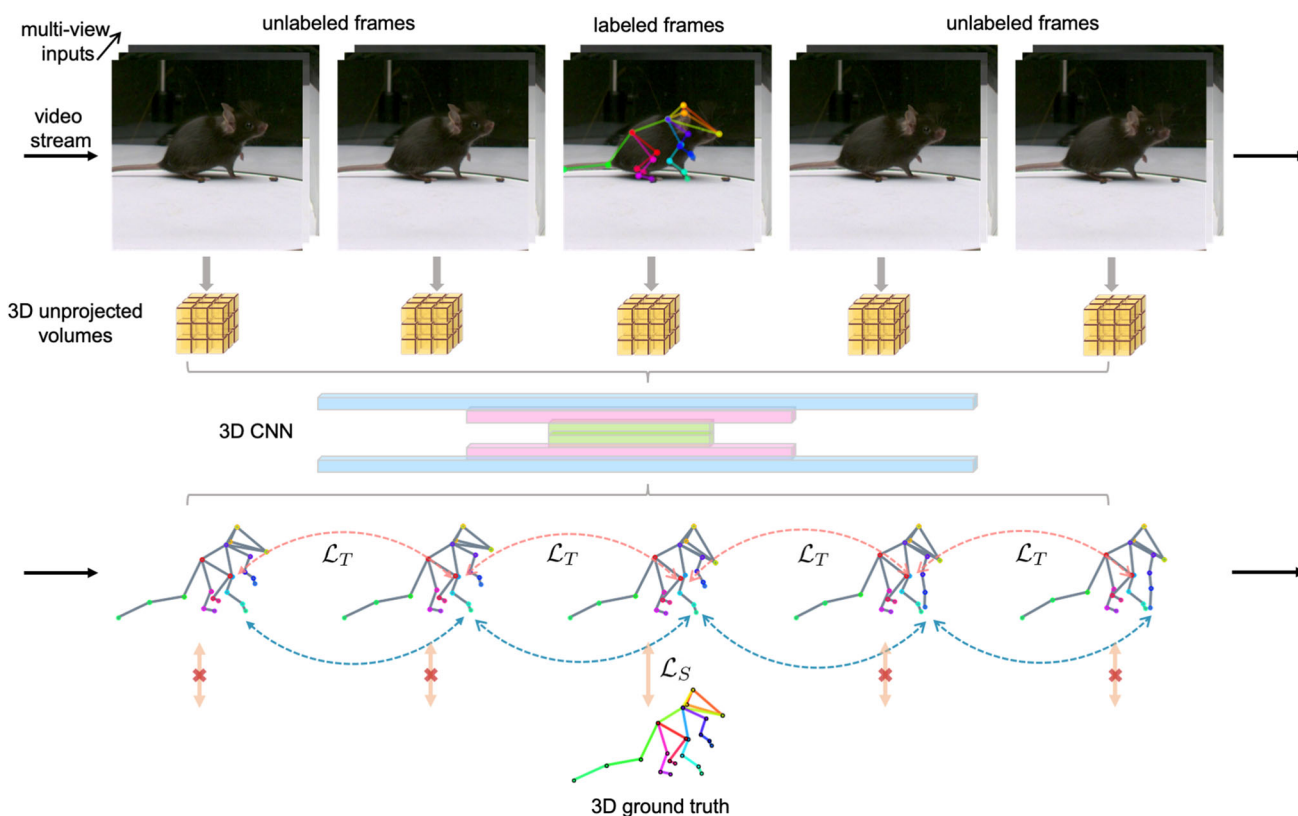 multi-view
inputs
unlabeled frames
labeled frames
unlabeled frames
video
stream
3D unprojected
volumes
3D CNN
ℒ_T
ℒ_T
ℒ_T
ℒ_T
ℒ_S
3D ground truth